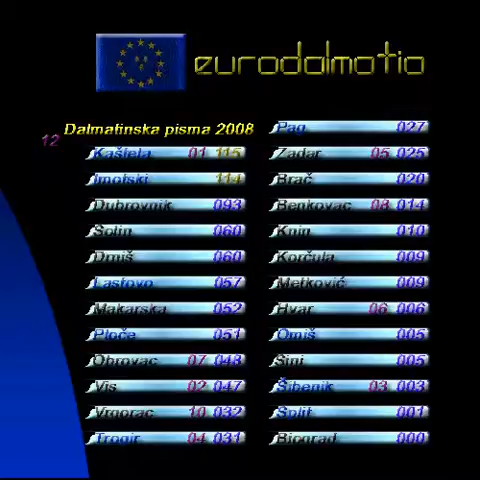 eurodalmatia
Dalmatinska pisma 2008
12
Kaštela 01 115
Imotski 114
Dubrovnik 093
Solin 060
Drniš 060
Lastovo 057
Makarska 052
Ploče 051
Obrovac 07 048
Vis 02 047
Vrgorac 10 032
Trogir 04 031
Pag 027
Zadar 05 025
Brač 020
Benkovac 08 014
Knin 010
Korčula 009
Metković 009
Hvar 06 006
Omiš 005
Sinj 005
Šibenik 03 003
Split 001
Biograd 000